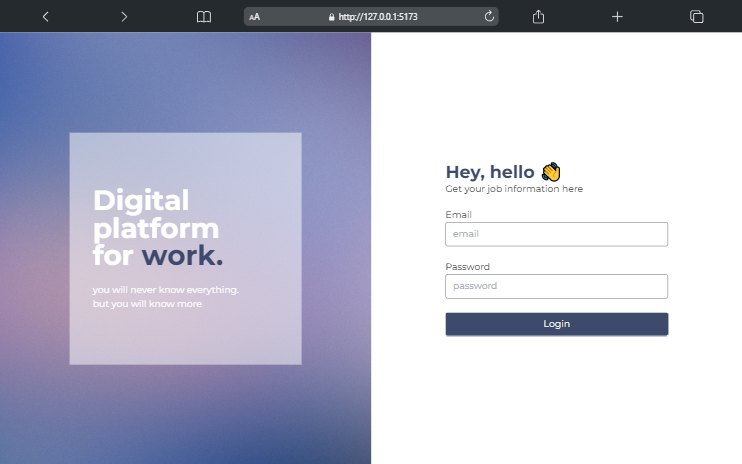 AA
http://127.0.0.1:5173
Digital
platform
for work.
you will never know everything.
but you will know more
Hey, hello 👋
Get your job information here
Email
email
Password
password
Login